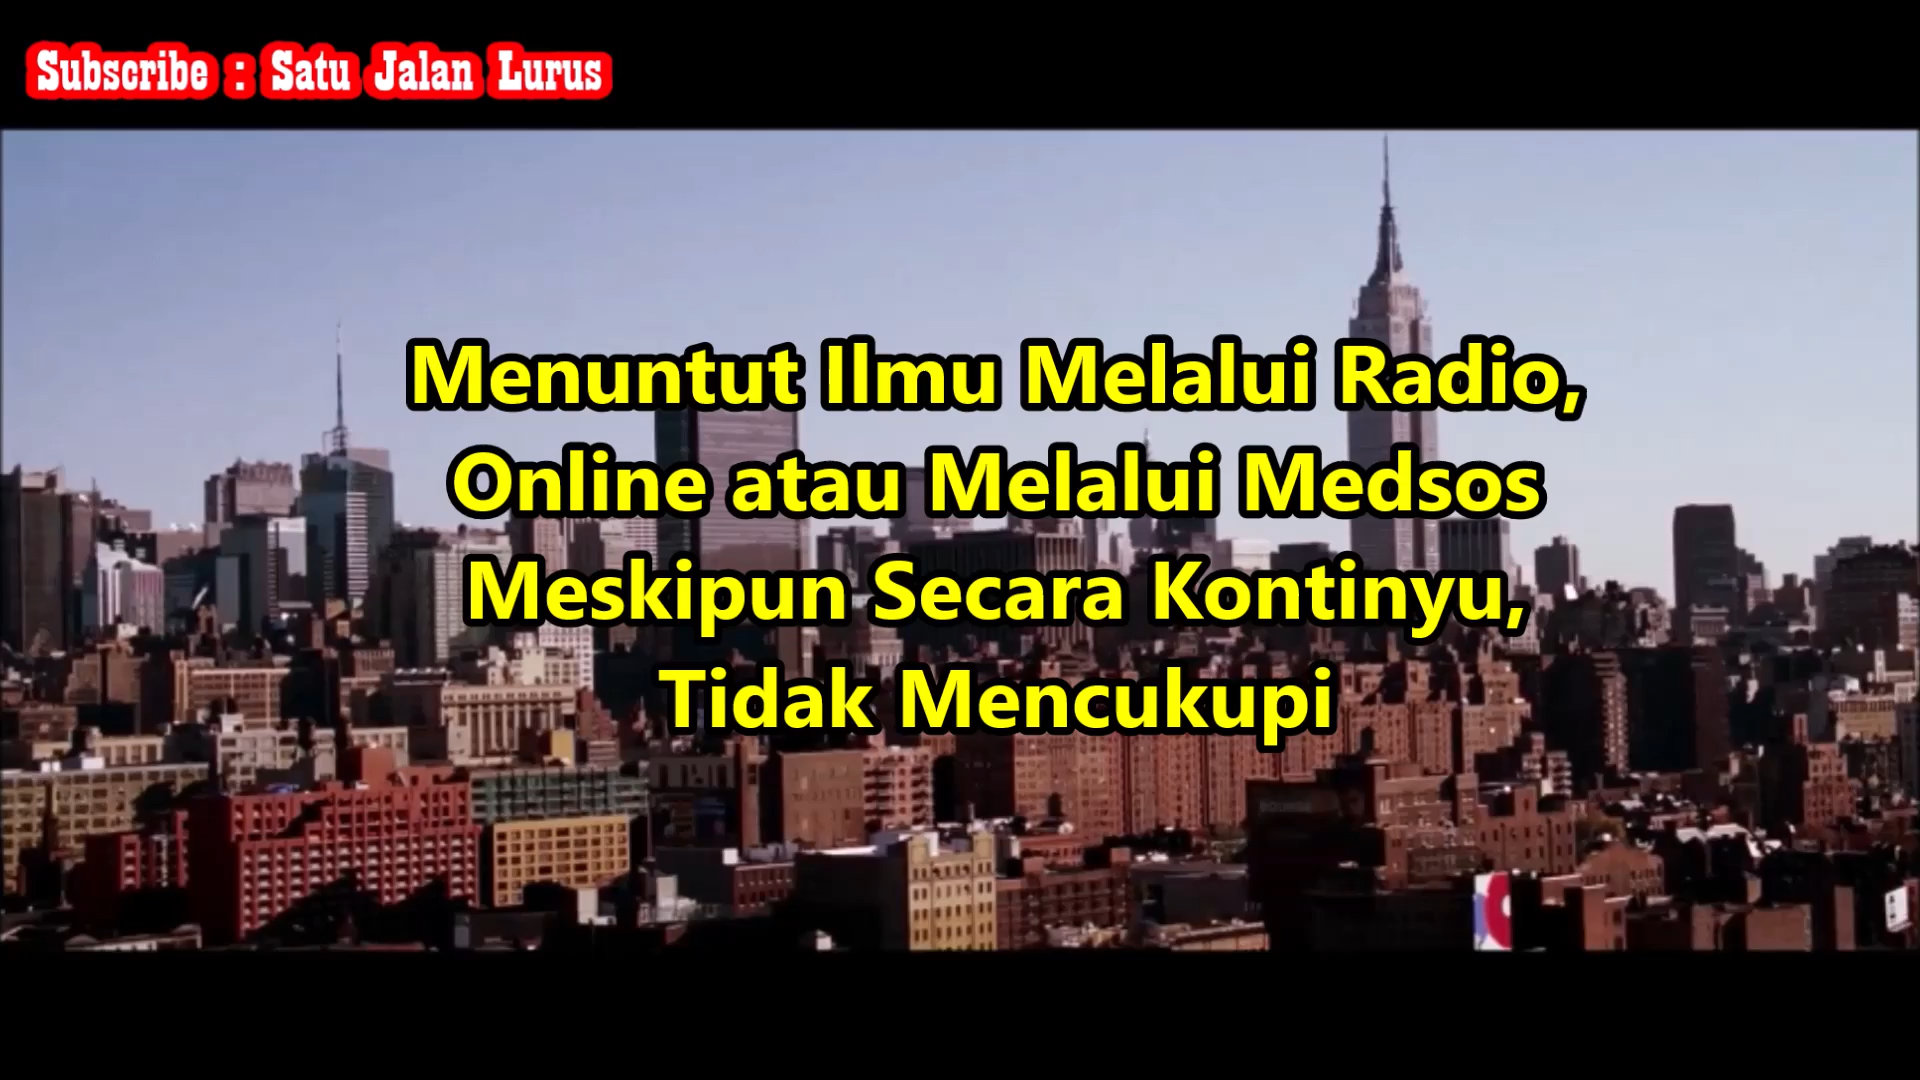 Subscribe : Satu Jalan Lurus
Menuntut Ilmu Melalui Radio,
Online atau Melalui Medsos
Meskipun Secara Kontinyu,
Tidak Mencukupi